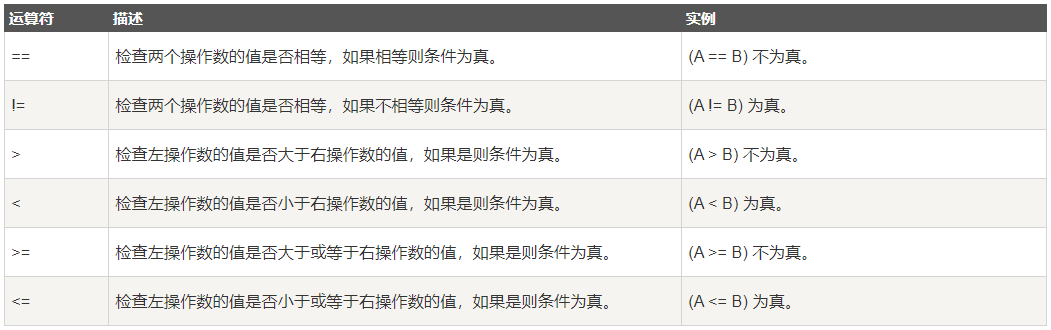 运算符 描述 实例
== 检查两个操作数的值是否相等，如果相等则条件为真。 (A == B) 不为真。
!= 检查两个操作数的值是否相等，如果不相等则条件为真。 (A != B) 为真。
> 检查左操作数的值是否大于右操作数的值，如果是则条件为真。 (A > B) 不为真。
< 检查左操作数的值是否小于右操作数的值，如果是则条件为真。 (A < B) 为真。
>= 检查左操作数的值是否大于或等于右操作数的值，如果是则条件为真。 (A >= B) 不为真。
<= 检查左操作数的值是否小于或等于右操作数的值，如果是则条件为真。 (A <= B) 为真。